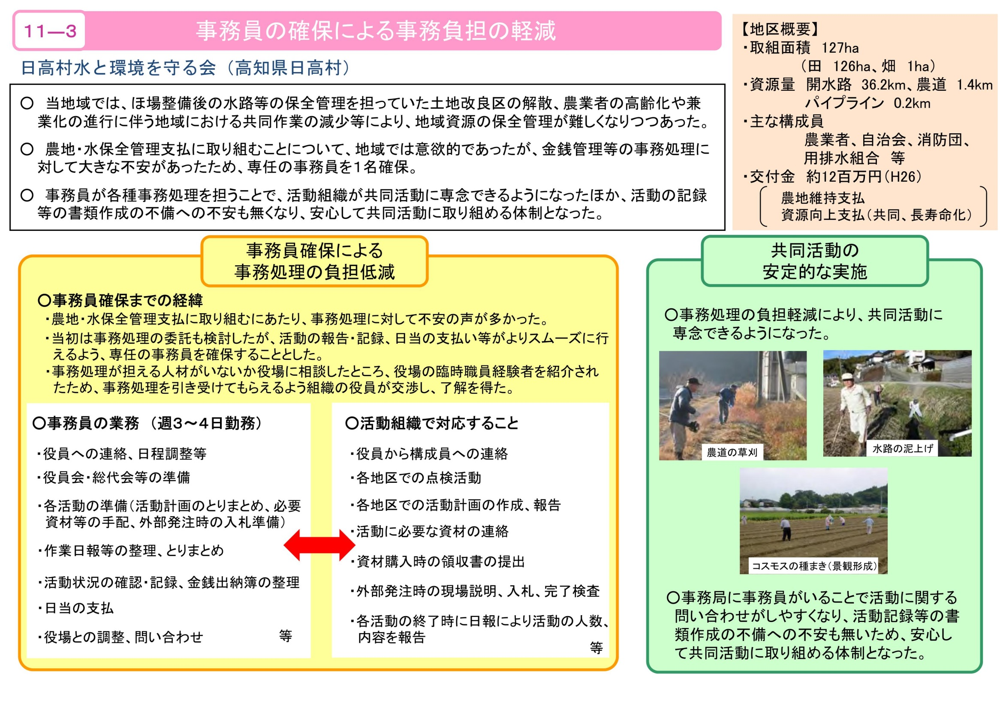 11―3
事務員の確保による事務負担の軽減
日高村水と環境を守る会（高知県日高村）
○　当地域では、ほ場整備後の水路等の保全管理を担っていた土地改良区の解散、農業者の高齢化や兼
業化の進行に伴う地域における共同作業の減少等により、地域資源の保全管理が難しくなりつつあった。
○　農地・水保全管理支払に取り組むことについて、地域では意欲的であったが、金銭管理等の事務処理に
対して大きな不安があったため、専任の事務員を1名確保。
○　事務員が各種事務処理を担うことで、活動組織が共同活動に専念できるようになったほか、活動の記録
等の書類作成の不備への不安も無くなり、安心して共同活動に取り組める体制となった。
【地区概要】
・取組面積　127ha
（田　126ha、畑　1ha）
・資源量　開水路　36.2km、農道　1.4km
パイプライン　0.2km
・主な構成員
農業者、自治会、消防団、
用排水組合　等
・交付金　約12百万円（H26）
農地維持支払
資源向上支払（共同、長寿命化）
事務員確保による
事務処理の負担低減
○事務員確保までの経緯
・農地・水保全管理支払に取り組むにあたり、事務処理に対して不安の声が多かった。
・当初は事務処理の委託も検討したが、活動の報告・記録、日当の支払い等がよりスムーズに行
えるよう、専任の事務員を確保することとした。
・事務処理が担える人材がいないか役場に相談したところ、役場の臨時職員経験者を紹介され
たため、事務処理を引き受けてもらえるよう組織の役員が交渉し、了解を得た。
○事務員の業務（週3～4日勤務）
・役員への連絡、日程調整等
・役員会・総代会等の準備
・各活動の準備（活動計画のとりまとめ、必要
資材等の手配、外部発注時の入札準備）
・作業日報等の整理、とりまとめ
・活動状況の確認・記録、金銭出納簿の整理
・日当の支払
・役場との調整、問い合わせ　等
○活動組織で対応すること
・役員から構成員への連絡
・各地区での点検活動
・各地区での活動計画の作成、報告
・活動に必要な資材の連絡
・資材購入時の領収書の提出
・外部発注時の現場説明、入札、完了検査
・各活動の終了時に日報により活動の人数、
内容を報告
等
共同活動の
安定的な実施
○事務処理の負担軽減により、共同活動に
専念できるようになった。
農道の草刈
水路の泥上げ
コスモスの種まき（景観形成）
○事務局に事務員がいることで活動に関する
問い合わせがしやすくなり、活動記録等の書
類作成の不備への不安も無いため、安心し
て共同活動に取り組める体制となった。